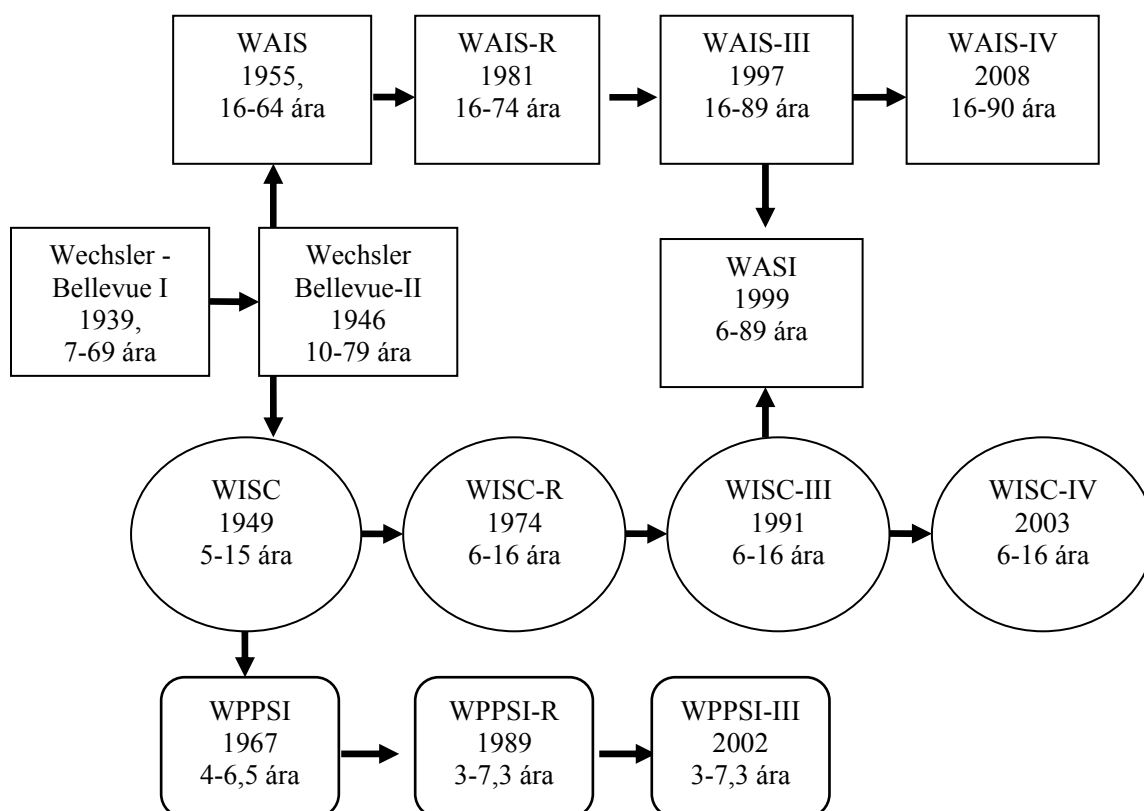 WAIS
1955,
16-64 ára
WAIS-R
1981
16-74 ára
WAIS-III
1997
16-89 ára
WAIS-IV
2008
16-90 ára
Wechsler -
Bellevue I
1939,
7-69 ára
Wechsler
Bellevue-II
1946
10-79 ára
WASI
1999
6-89 ára
WISC
1949
5-15 ára
WISC-R
1974
6-16 ára
WISC-III
1991
6-16 ára
WISC-IV
2003
6-16 ára
WPPSI
1967
4-6,5 ára
WPPSI-R
1989
3-7,3 ára
WPPSI-III
2002
3-7,3 ára